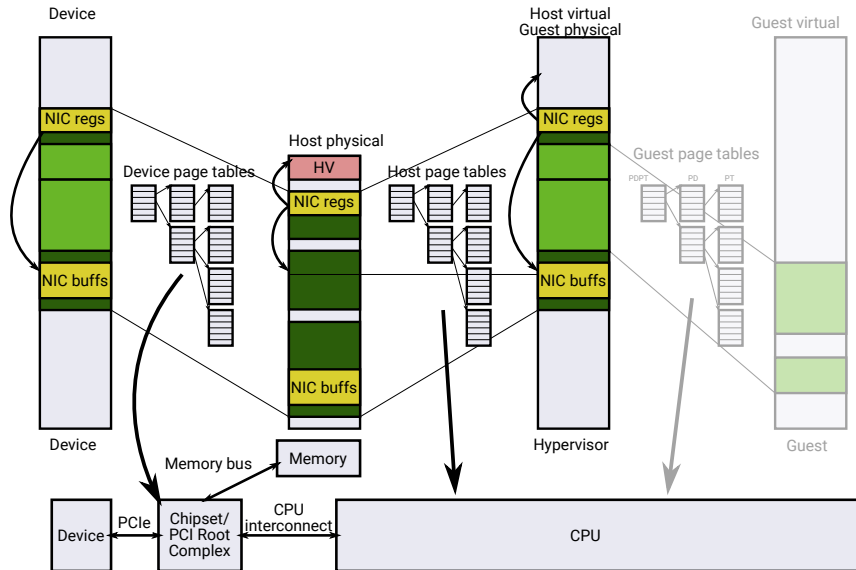 Device
Host virtual
Guest physical
Guest virtual
NIC regs
NIC regs
Host physical
HV
Device page tables
Host page tables
Guest page tables
PDPT
PD
PT
NIC regs
NIC buffs
NIC buffs
NIC buffs
Device
Hypervisor
Guest
Memory bus
Memory
Device
PCIe
Chipset/
PCI Root
Complex
CPU
interconnect
CPU